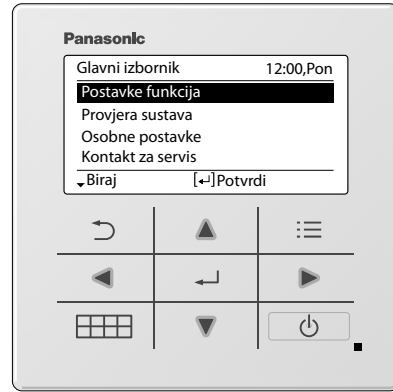 Panasonic
Glavni izbornik 12:00,Pon
Postavke funkcija
Provjera sustava
Osobne postavke
Kontakt za servis
Biraj [↵]Potvrdi